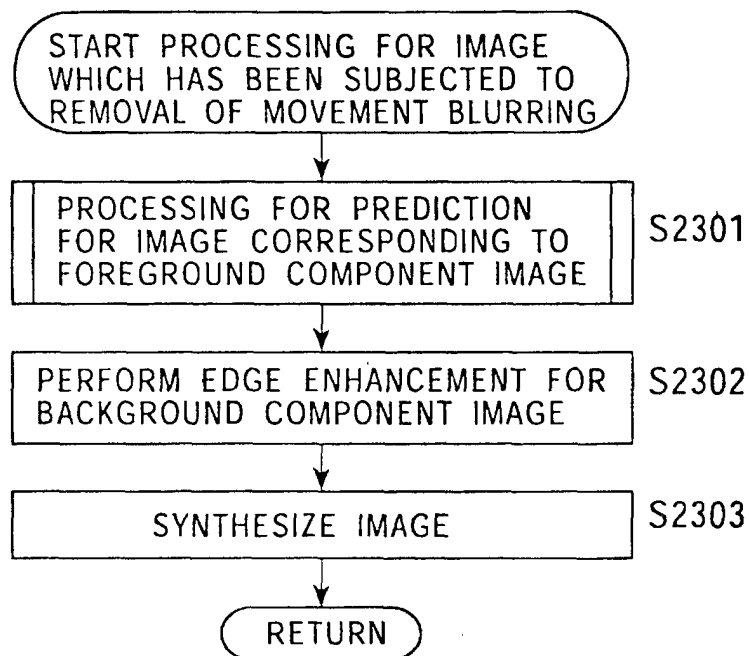 START PROCESSING FOR IMAGE
WHICH HAS BEEN SUBJECTED TO
REMOVAL OF MOVEMENT BLURRING
PROCESSING FOR PREDICTION
FOR IMAGE CORRESPONDING TO
FOREGROUND COMPONENT IMAGE
S2301
PERFORM EDGE ENHANCEMENT FOR
BACKGROUND COMPONENT IMAGE
S2302
SYNTHESIZE IMAGE
S2303
RETURN